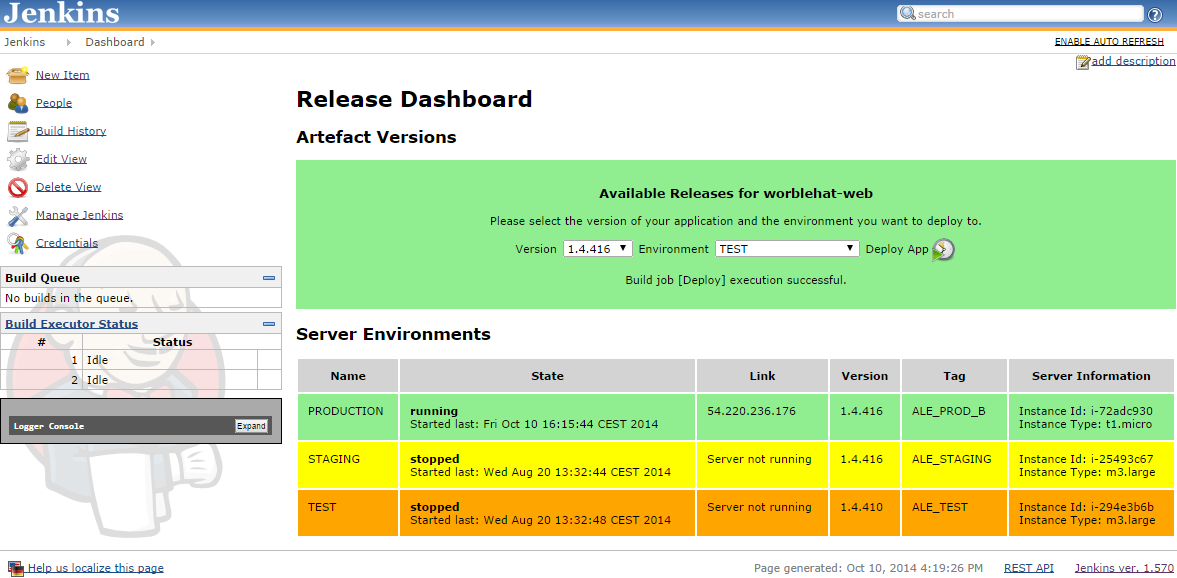 Jenkins
search
Jenkins Dashboard
ENABLE AUTO REFRESH
add description
New Item
People
Build History
Edit View
Delete View
Manage Jenkins
Credentials
Build Queue
No builds in the queue.
Build Executor Status
# Status
1 Idle
2 Idle
Logger Console Expand
Release Dashboard
Artefact Versions
Available Releases for worblehat-web
Please select the version of your application and the environment you want to deploy to.
Version 1.4.416 Environment TEST Deploy App
Build job [Deploy] execution successful.
Server Environments
Name State Link Version Tag Server Information
PRODUCTION running 54.220.236.176 1.4.416 ALE_PROD_B Instance Id: i-72adc930
Started last: Fri Oct 10 16:15:44 CEST 2014 Instance Type: t1.micro
STAGING stopped Server not running 1.4.416 ALE_STAGING Instance Id: i-25493c67
Started last: Wed Aug 20 13:32:44 CEST 2014 Instance Type: m3.large
TEST stopped Server not running 1.4.410 ALE_TEST Instance Id: i-294e3b6b
Started last: Wed Aug 20 13:32:48 CEST 2014 Instance Type: m3.large
Help us localize this page
Page generated: Oct 10, 2014 4:19:26 PM REST API Jenkins ver. 1.570